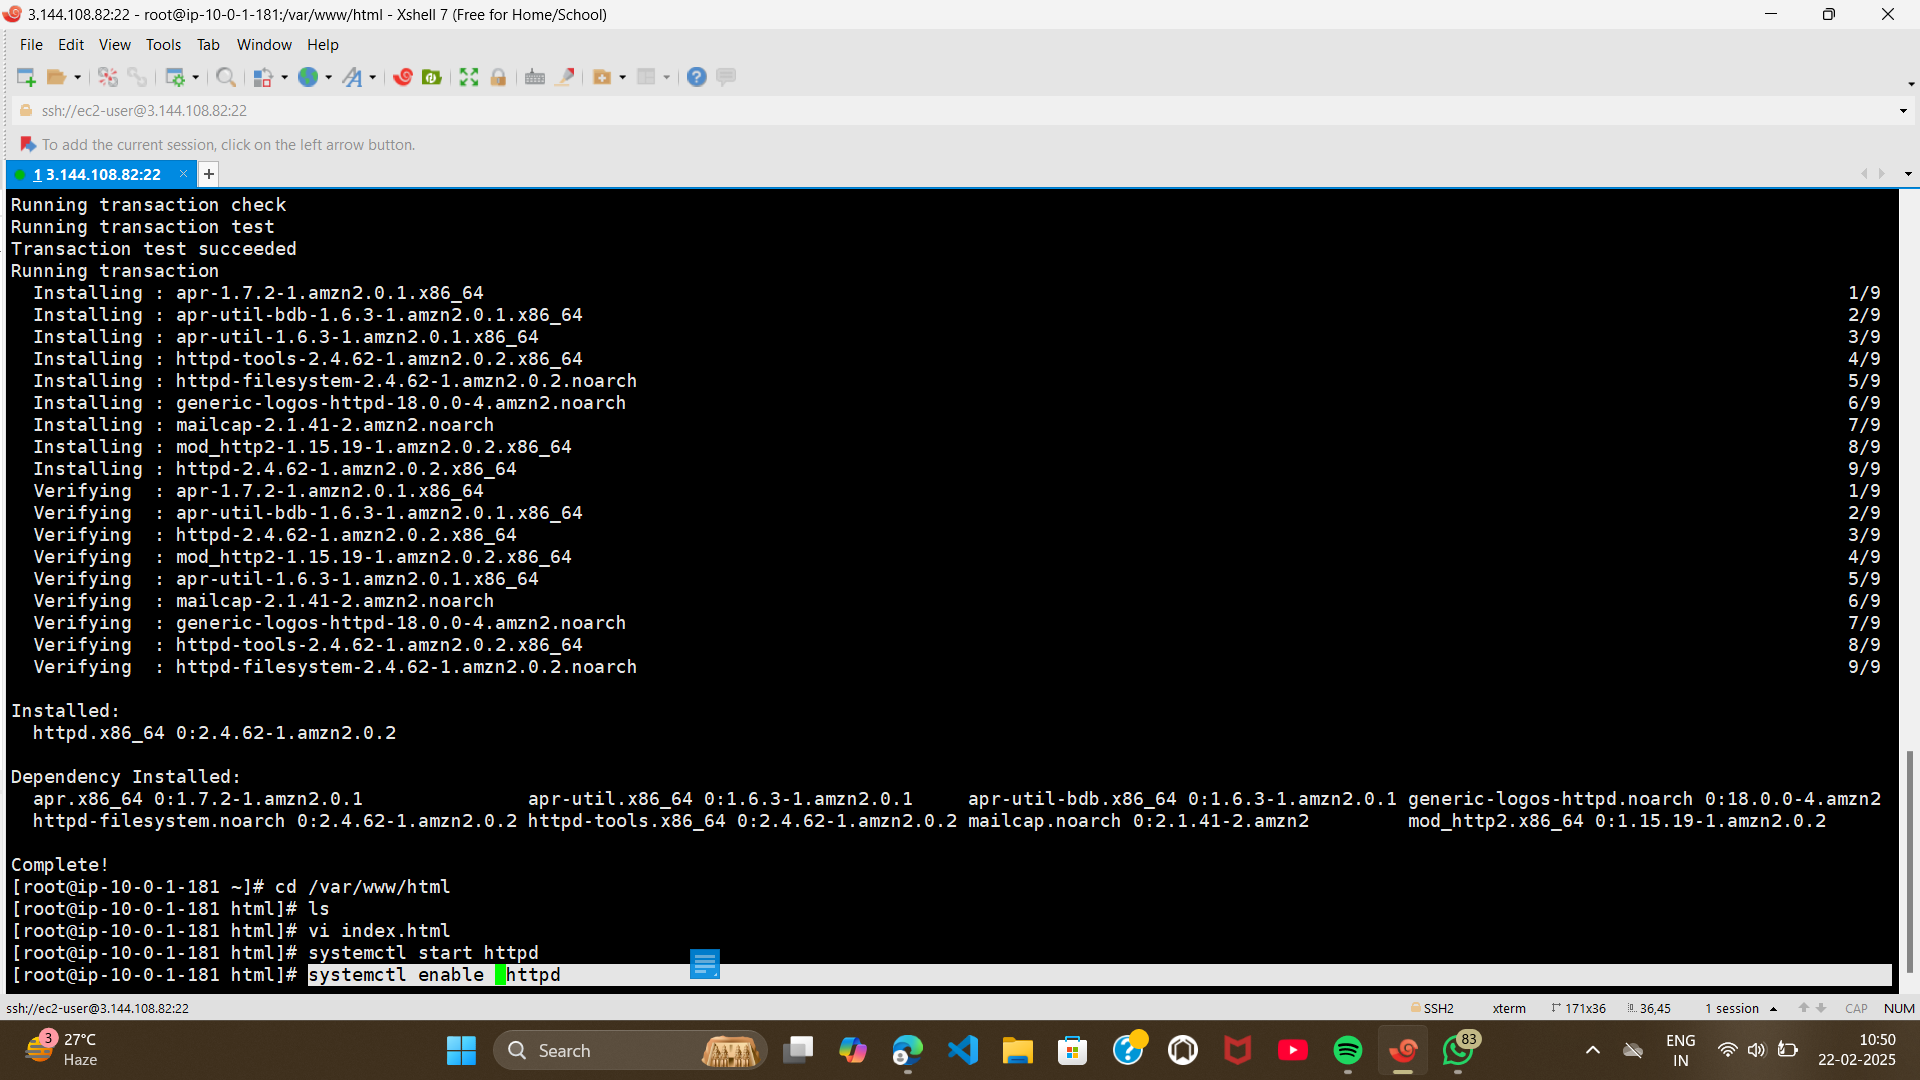 3.144.108.82:22 - root@ip-10-0-1-181:/var/www/html - Xshell 7 (Free for Home/School)
File Edit View Tools Tab Window Help
ssh://ec2-user@3.144.108.82:22
To add the current session, click on the left arrow button.
1 3.144.108.82:22 × +
Running transaction check
Running transaction test
Transaction test succeeded
Running transaction
  Installing : apr-1.7.2-1.amzn2.0.1.x86_64 1/9
  Installing : apr-util-bdb-1.6.3-1.amzn2.0.1.x86_64 2/9
  Installing : apr-util-1.6.3-1.amzn2.0.1.x86_64 3/9
  Installing : httpd-tools-2.4.62-1.amzn2.0.2.x86_64 4/9
  Installing : httpd-filesystem-2.4.62-1.amzn2.0.2.noarch 5/9
  Installing : generic-logos-httpd-18.0.0-4.amzn2.noarch 6/9
  Installing : mailcap-2.1.41-2.amzn2.noarch 7/9
  Installing : mod_http2-1.15.19-1.amzn2.0.2.x86_64 8/9
  Installing : httpd-2.4.62-1.amzn2.0.2.x86_64 9/9
  Verifying  : apr-1.7.2-1.amzn2.0.1.x86_64 1/9
  Verifying  : apr-util-bdb-1.6.3-1.amzn2.0.1.x86_64 2/9
  Verifying  : httpd-2.4.62-1.amzn2.0.2.x86_64 3/9
  Verifying  : mod_http2-1.15.19-1.amzn2.0.2.x86_64 4/9
  Verifying  : apr-util-1.6.3-1.amzn2.0.1.x86_64 5/9
  Verifying  : mailcap-2.1.41-2.amzn2.noarch 6/9
  Verifying  : generic-logos-httpd-18.0.0-4.amzn2.noarch 7/9
  Verifying  : httpd-tools-2.4.62-1.amzn2.0.2.x86_64 8/9
  Verifying  : httpd-filesystem-2.4.62-1.amzn2.0.2.noarch 9/9
Installed:
  httpd.x86_64 0:2.4.62-1.amzn2.0.2
Dependency Installed:
  apr.x86_64 0:1.7.2-1.amzn2.0.1 apr-util.x86_64 0:1.6.3-1.amzn2.0.1 apr-util-bdb.x86_64 0:1.6.3-1.amzn2.0.1 generic-logos-httpd.noarch 0:18.0.0-4.amzn2
  httpd-filesystem.noarch 0:2.4.62-1.amzn2.0.2 httpd-tools.x86_64 0:2.4.62-1.amzn2.0.2 mailcap.noarch 0:2.1.41-2.amzn2 mod_http2.x86_64 0:1.15.19-1.amzn2.0.2
Complete!
[root@ip-10-0-1-181 ~]# cd /var/www/html
[root@ip-10-0-1-181 html]# ls
[root@ip-10-0-1-181 html]# vi index.html
[root@ip-10-0-1-181 html]# systemctl start httpd
[root@ip-10-0-1-181 html]# systemctl enable httpd
ssh://ec2-user@3.144.108.82:22 SSH2 xterm 171x36 36,45 1 session CAP NUM
3 27°C Haze Search 83 ENG IN 10:50 22-02-2025